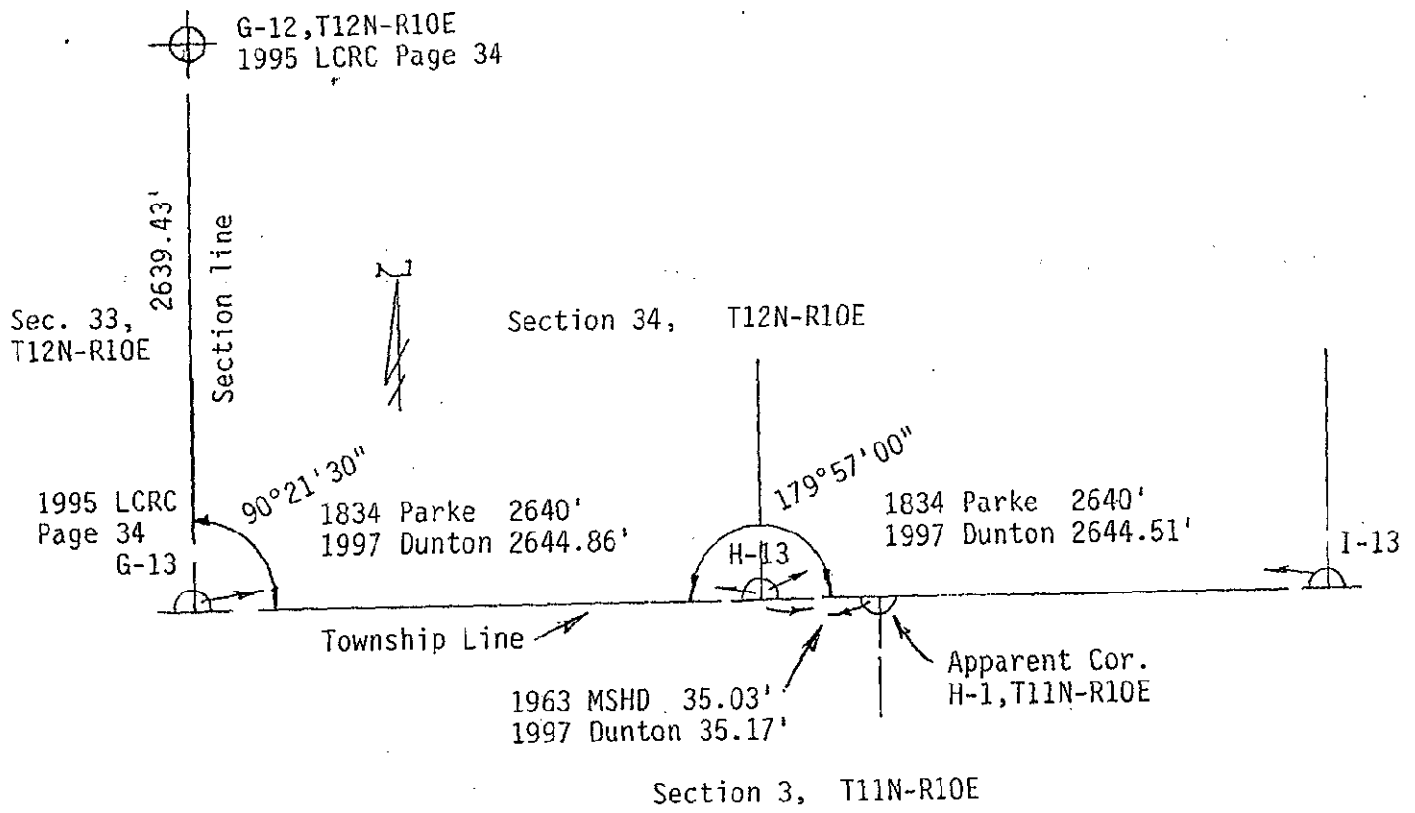 G-12,T12N-R10E
1995 LCRC Page 34
2639.43'
Section line
Sec. 33,
T12N-R10E
N
Section 34, T12N-R10E
1995 LCRC
Page 34
G-13
90°21'30"
1834 Parke 2640'
1997 Dunton 2644.86'
H-13
179°57'00"
1834 Parke 2640'
1997 Dunton 2644.51'
I-13
Township Line
1963 MSHD 35.03'
1997 Dunton 35.17'
Apparent Cor.
H-1,T11N-R10E
Section 3, T11N-R10E